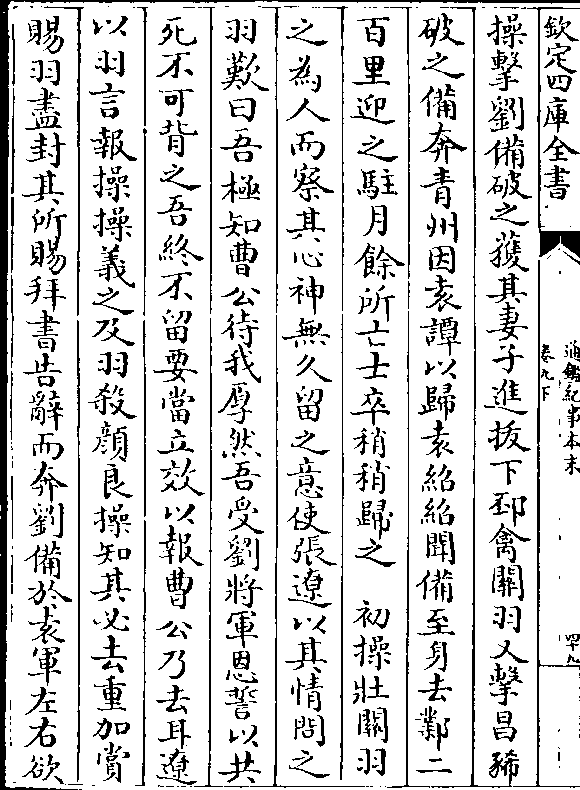 欽定四庫全書
通鑑紀事本末
卷九下
四九
操擊劉備破之獲其妻子進拔下邳禽關羽又擊昌豨
破之備奔青州因袁譚以歸袁紹紹聞備至身去鄴二
百里迎之駐月餘所亡士卒稍稍歸之 初操壯關羽
之為人而察其心神無久留之意使張遼以其情問之
羽歎曰吾極知曹公待我厚然吾受劉將軍恩誓以共
死不可背之吾終不留要當立效以報曹公乃去耳遼
以羽言報操操義之及羽殺顔良操知其必去重加賞
賜羽盡封其所賜拜書告辭而奔劉備於袁軍左右欲